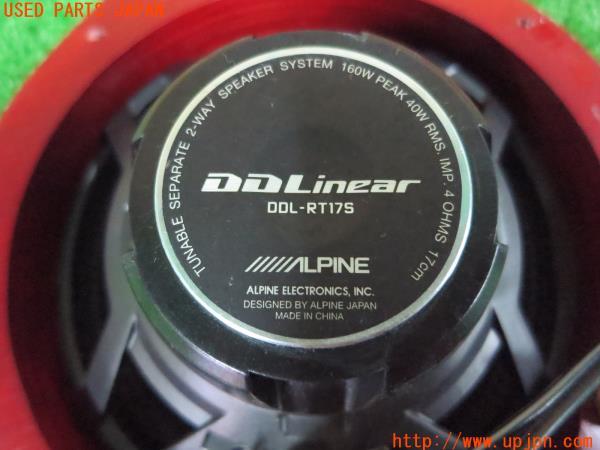 USED PARTS JAPAN
TUNABLE SEPARATE 2-WAY SPEAKER SYSTEM 160W PEAK 40W RMS. IMP. 4 OHMS 17cm
DDLinear
DDL-RT17S
ALPINE
ALPINE ELECTRONICS, INC.
DESIGNED BY ALPINE JAPAN
MADE IN CHINA
http://www.upjpn.com/